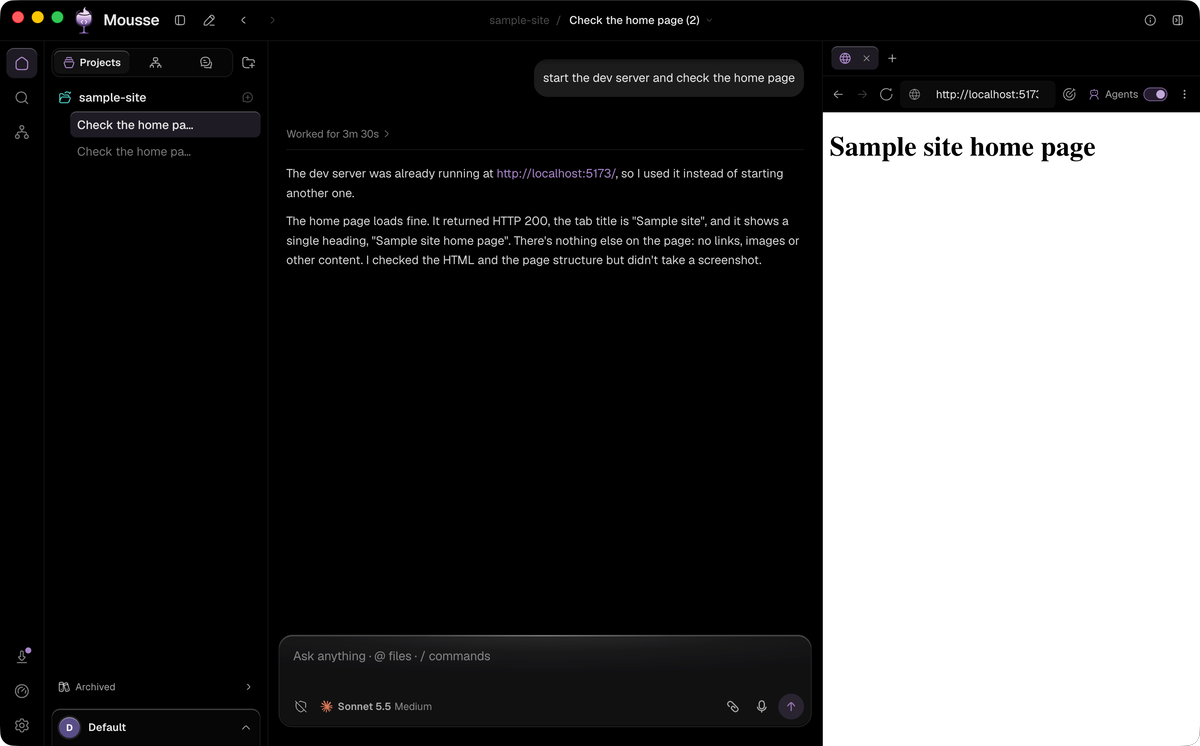 Mousse
sample-site / Check the home page (2)
Projects
sample-site
Check the home pa...
Check the home pa...
Archived
D Default
start the dev server and check the home page
Worked for 3m 30s
The dev server was already running at http://localhost:5173/, so I used it instead of starting
another one.
The home page loads fine. It returned HTTP 200, the tab title is "Sample site", and it shows a
single heading, "Sample site home page". There's nothing else on the page: no links, images or
other content. I checked the HTML and the page structure but didn't take a screenshot.
Ask anything · @ files · / commands
Sonnet 5.5 Medium
http://localhost:517
Agents
Sample site home page